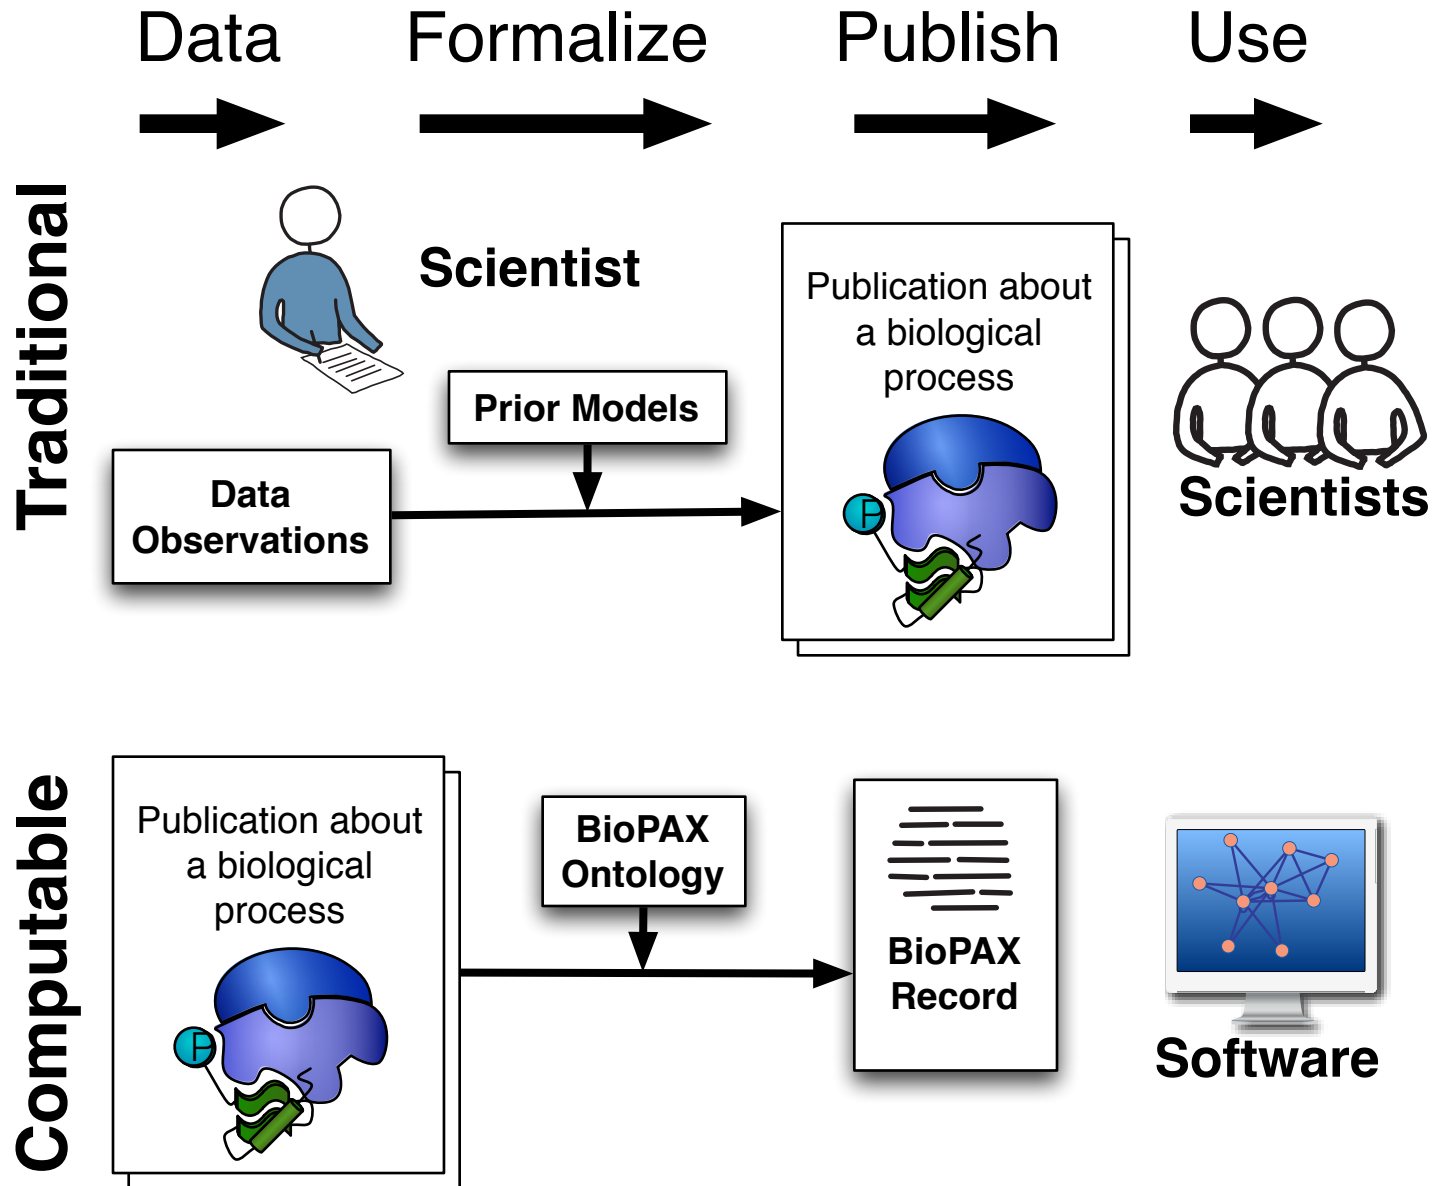 Data Formalize Publish Use
Traditional
Scientist
Prior Models
Data
Observations
Publication about
a biological
process
P
Scientists
Computable
Publication about
a biological
process
P
BioPAX
Ontology
BioPAX
Record
Software